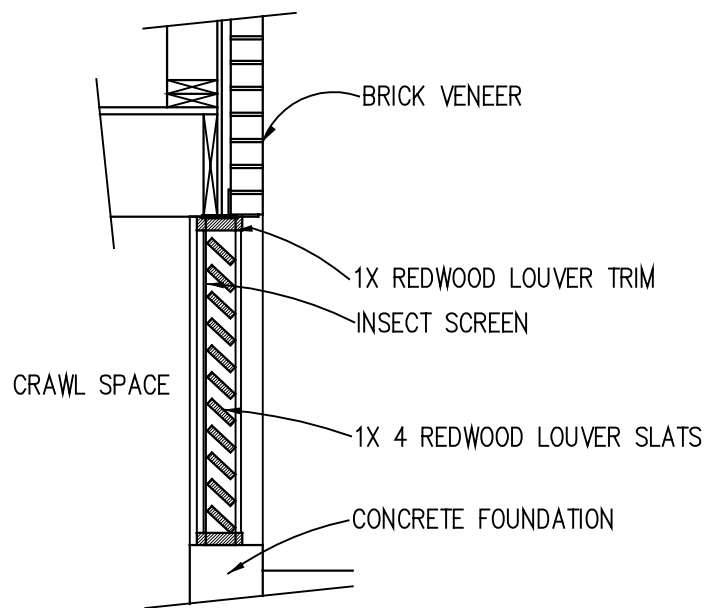 BRICK VENEER
1X REDWOOD LOUVER TRIM
INSECT SCREEN
CRAWL SPACE
1X 4 REDWOOD LOUVER SLATS
CONCRETE FOUNDATION